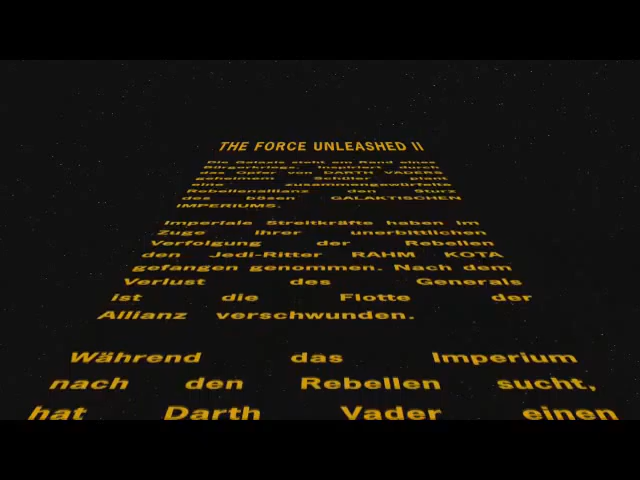 THE FORCE UNLEASHED II
Die Galaxis steht am Rand eines
Bürgerkriegs. Inspiriert durch
das Opfer von DARTH VADERS
geheimem Schüler plant
eine zusammengewürfelte
Rebellenallianz den Sturz
des bösen GALAKTISCHEN
IMPERIUMS.
Imperiale Streitkräfte haben im
Zuge ihrer unerbittlichen
Verfolgung der Rebellen
den Jedi-Ritter RAHM KOTA
gefangen genommen. Nach dem
Verlust des Generals
ist die Flotte der
Allianz verschwunden.
Während das Imperium
nach den Rebellen sucht,
hat Darth Vader einen